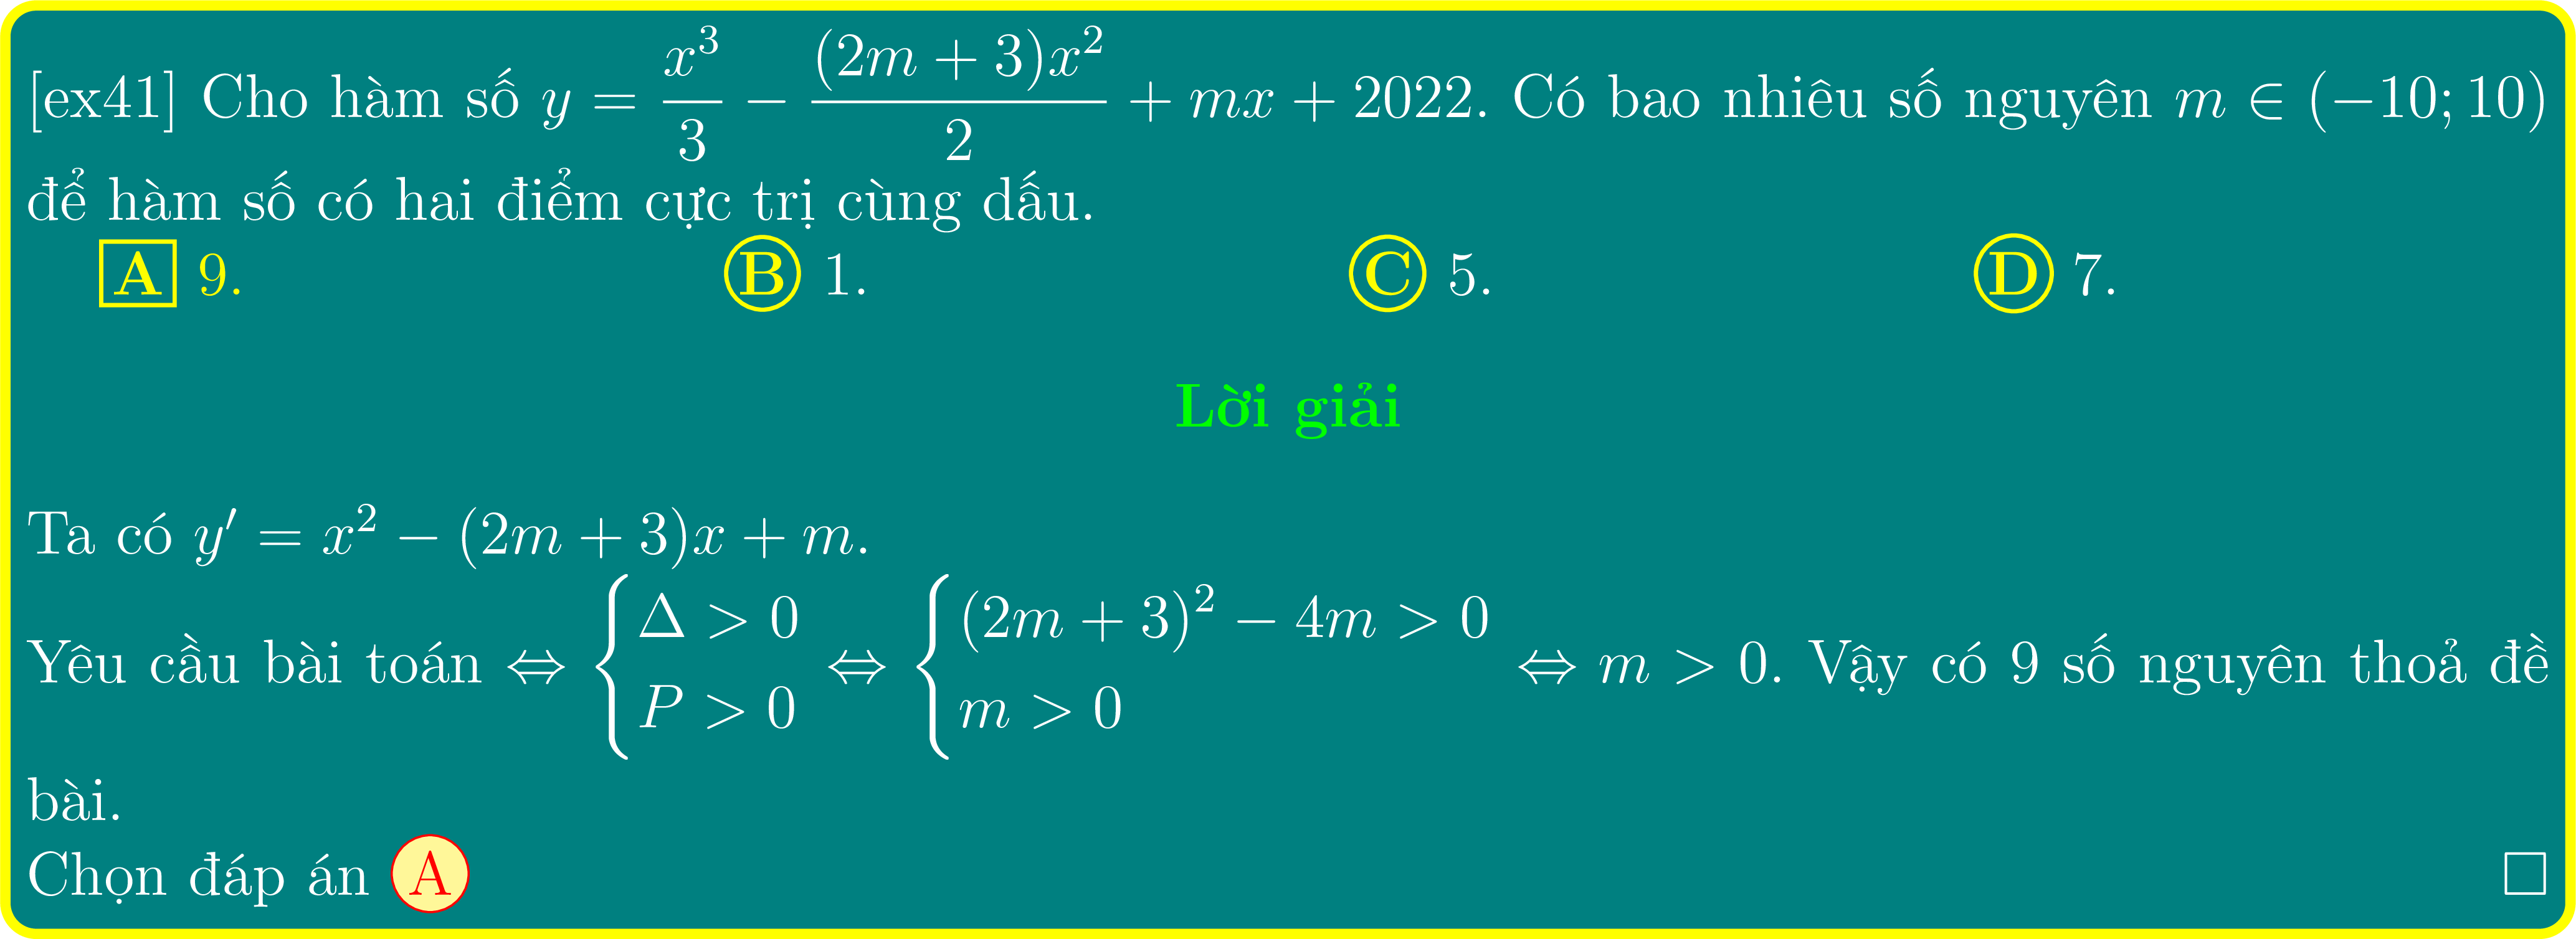 [ex41] Cho hàm số $y = \dfrac{x^3}{3} - \dfrac{(2m+3)x^2}{2} + mx + 2022$. Có bao nhiêu số nguyên $m \in (-10; 10)$
để hàm số có hai điểm cực trị cùng dấu.
A 9. B 1. C 5. D 7.
Lời giải
Ta có $y' = x^2 - (2m+3)x + m$.
Yêu cầu bài toán $\Leftrightarrow \begin{cases} \Delta > 0 \\ P > 0 \end{cases} \Leftrightarrow \begin{cases} (2m+3)^2 - 4m > 0 \\ m > 0 \end{cases} \Leftrightarrow m > 0$. Vậy có 9 số nguyên thoả đề
bài.
Chọn đáp án A □